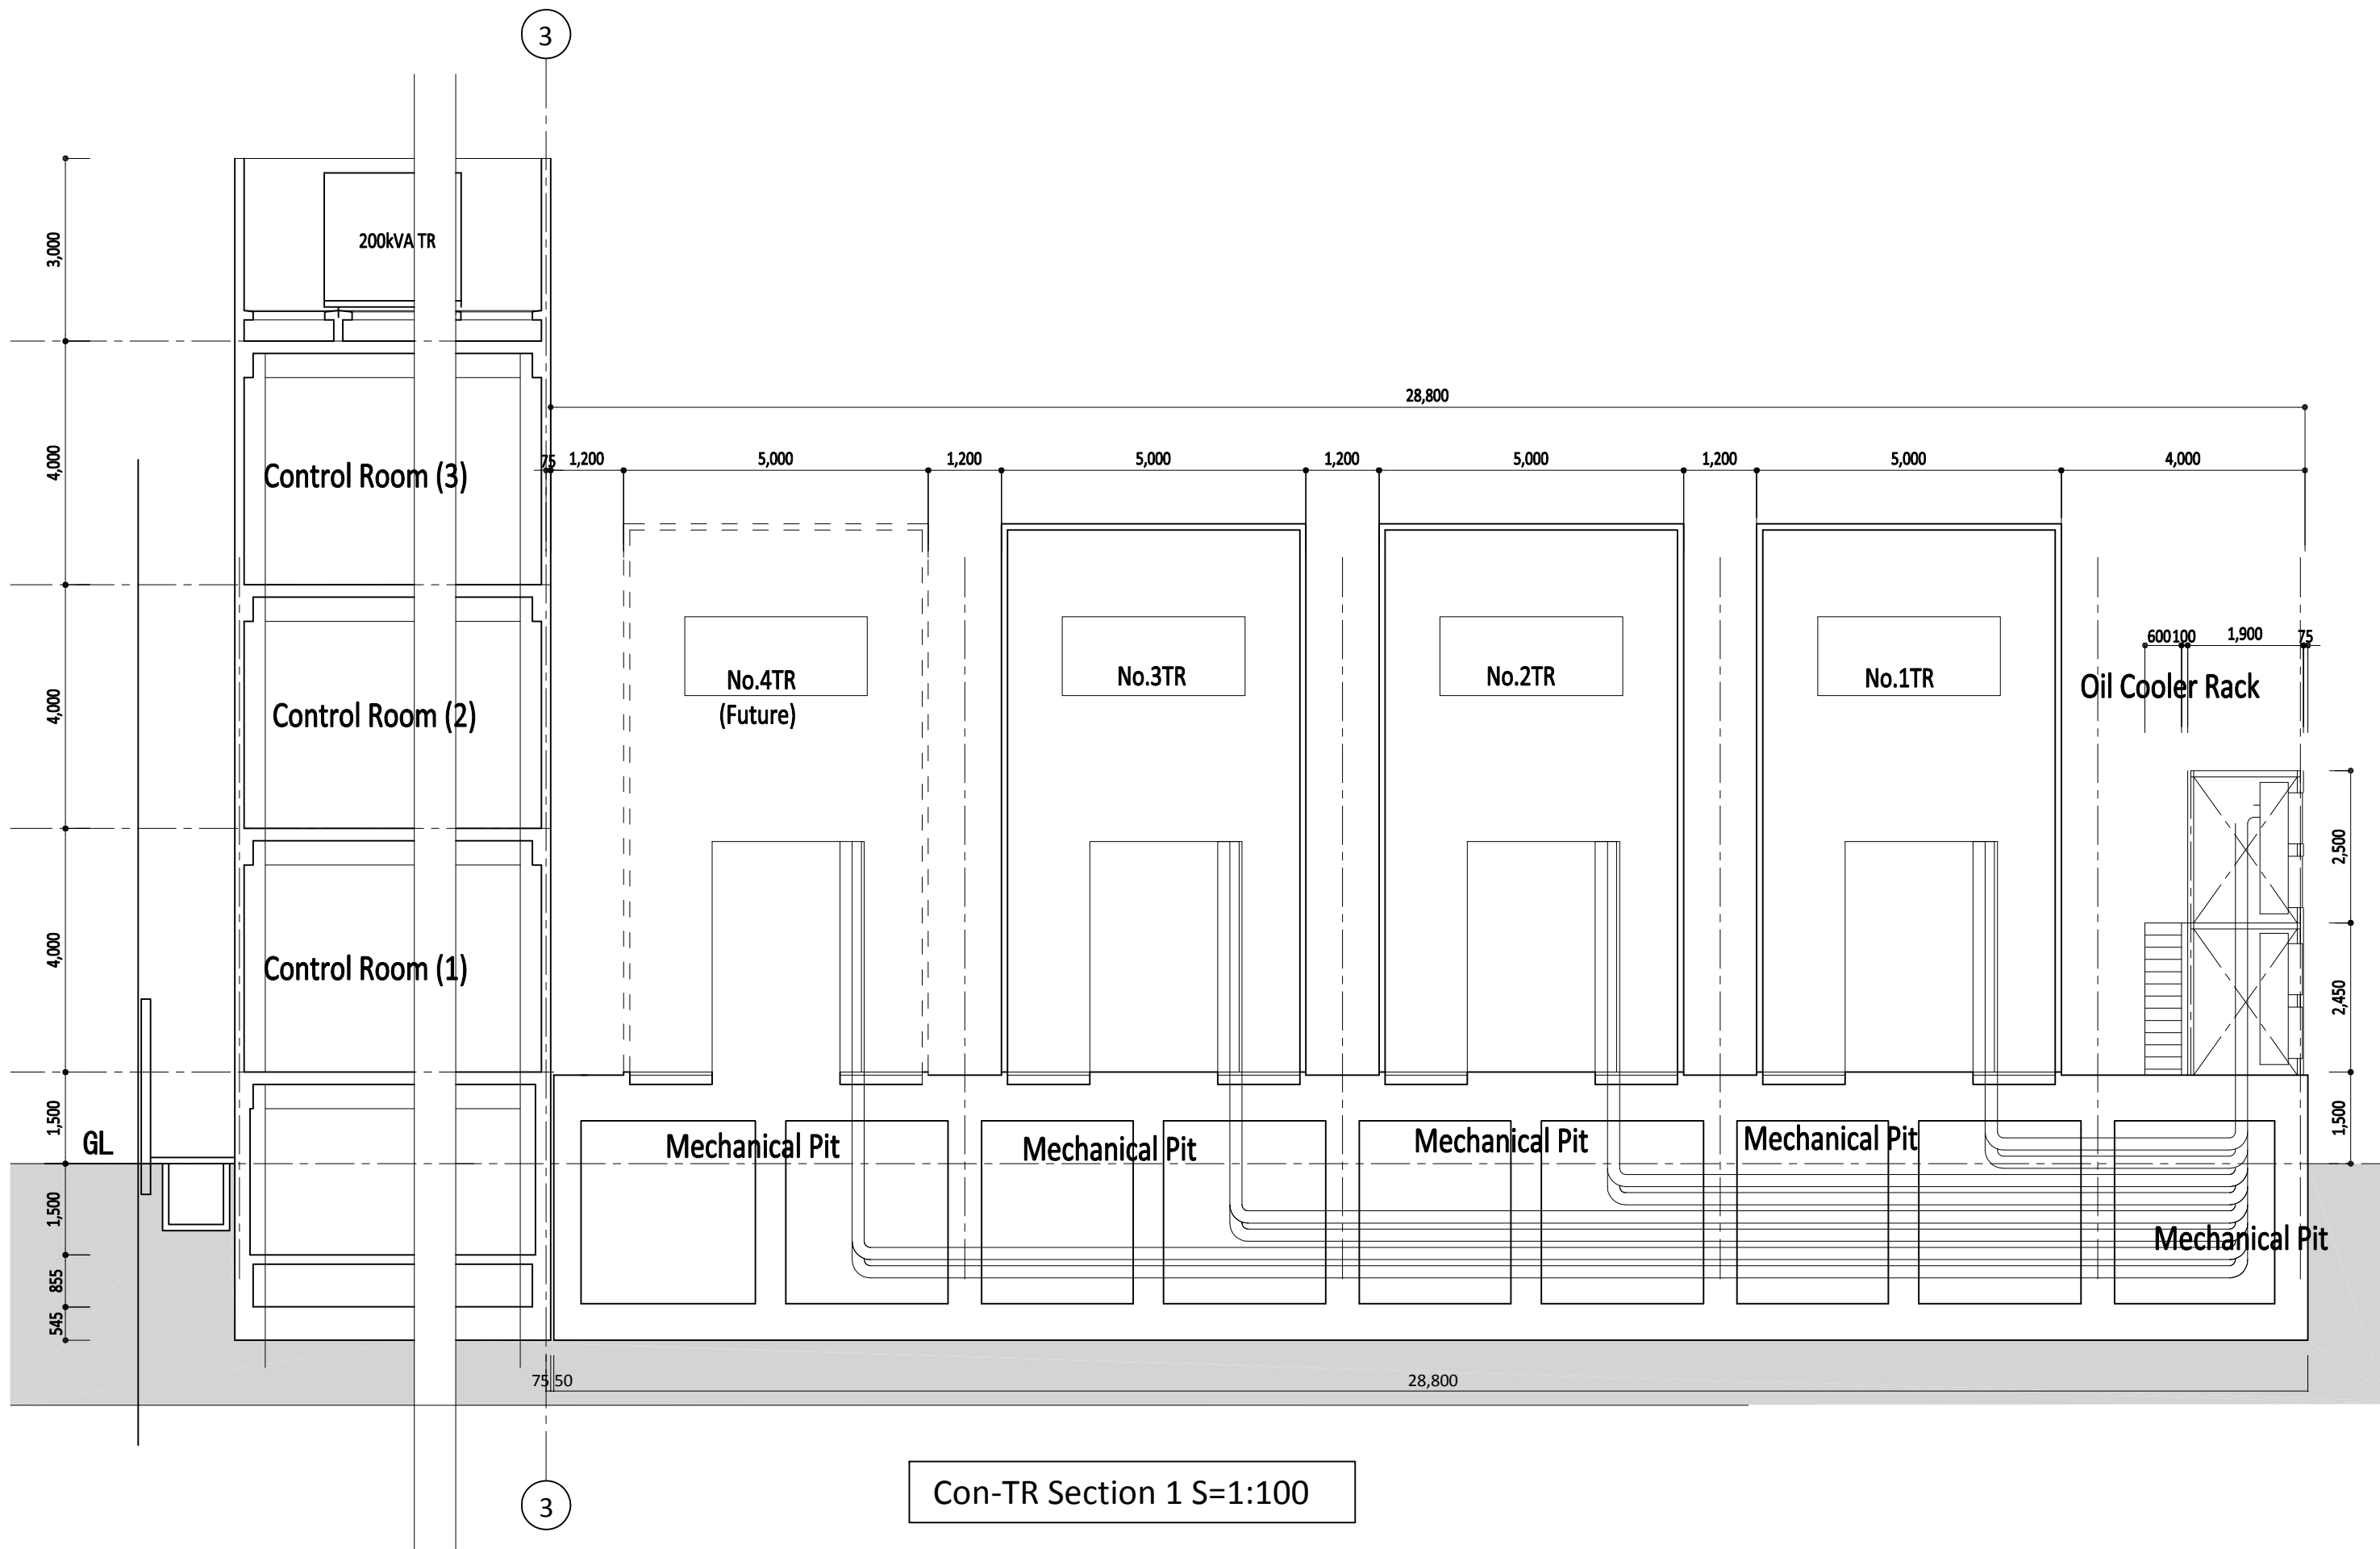 3
200kVA TR
3,000
28,800
75 1,200 5,000 1,200 5,000 1,200 5,000 1,200 5,000 4,000
4,000
Control Room (3)
600 100 1,900 75
No.4TR
(Future)
No.3TR
No.2TR
No.1TR
Oil Cooler Rack
4,000
Control Room (2)
2,500
4,000
Control Room (1)
2,450
1,500
GL
Mechanical Pit
Mechanical Pit
Mechanical Pit
Mechanical Pit
1,500
1,500
Mechanical Pit
855
545
75 50 28,800
Con-TR Section 1 S=1:100
3